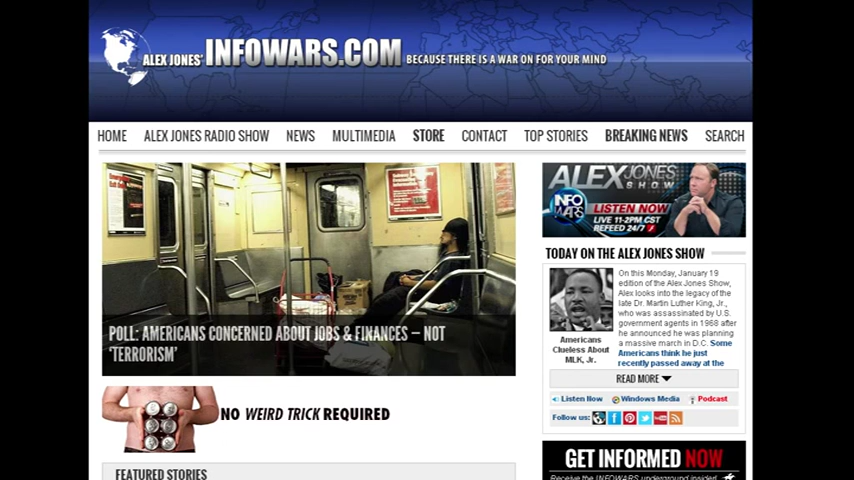 ALEX JONES' INFOWARS.COM BECAUSE THERE IS A WAR ON FOR YOUR MIND
HOME ALEX JONES RADIO SHOW NEWS MULTIMEDIA STORE CONTACT TOP STORIES BREAKING NEWS SEARCH
POLL: AMERICANS CONCERNED ABOUT JOBS & FINANCES – NOT
'TERRORISM'
NO WEIRD TRICK REQUIRED
FEATURED STORIES
ALEX JONES
SHOW
INFO
WARS
LISTEN NOW
LIVE 11-2PM CST
REFEED 24/7
TODAY ON THE ALEX JONES SHOW
Americans
Clueless About
MLK, Jr.
On this Monday, January 19
edition of the Alex Jones Show,
Alex looks into the legacy of the
late Dr. Martin Luther King, Jr.,
who was assassinated by U.S.
government agents in 1968 after
he announced he was planning
a massive march in D.C. Some
Americans think he just
recently passed away at the
READ MORE
Listen Now Windows Media Podcast
Follow us:
GET INFORMED NOW
Receive the INFOWARS underground insider!